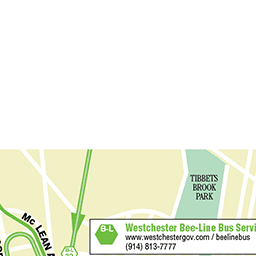 TIBBETS
BROOK
PARK
Mc LEAN A
B-L
Westchester Bee-Line Bus Servi
www.westchestergov.com / beelinebus
(914) 813-7777